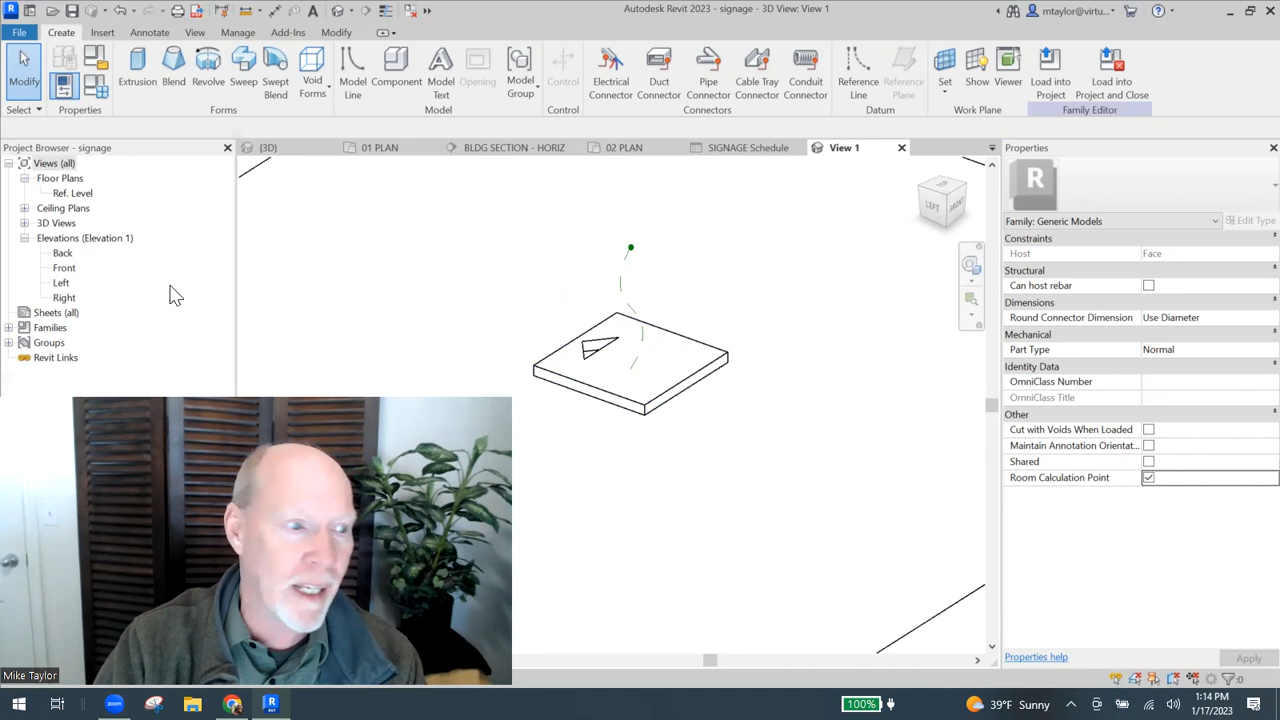 Autodesk Revit 2023 - signage - 3D View: View 1
mtaylor@virtu...
File Create Insert Annotate View Manage Add-Ins Modify
Modify Extrusion Blend Revolve Sweep Swept Blend Void Forms Model Line Component Model Text Opening Model Group Control Electrical Connector Duct Connector Pipe Connector Cable Tray Connector Conduit Connector Reference Line Reference Plane Set Show Viewer Load into Project Load into Project and Close
Select Properties Forms Model Control Connectors Datum Work Plane Family Editor
Project Browser - signage
(3D) 01 PLAN BLDG SECTION - HORIZ 02 PLAN SIGNAGE Schedule View 1
Properties
Views (all)
Floor Plans
Ref. Level
Ceiling Plans
3D Views
Elevations (Elevation 1)
Back
Front
Left
Right
Sheets (all)
Families
Groups
Revit Links
TOP
LEFT FRONT
R
Family: Generic Models Edit Type
Constraints
Host Face
Structural
Can host rebar
Dimensions
Round Connector Dimension Use Diameter
Mechanical
Part Type Normal
Identity Data
OmniClass Number
OmniClass Title
Other
Cut with Voids When Loaded
Maintain Annotation Orientat...
Shared
Room Calculation Point
Properties help Apply
Mike Taylor
:0
zoom
100%
39°F Sunny
1:14 PM
1/17/2023